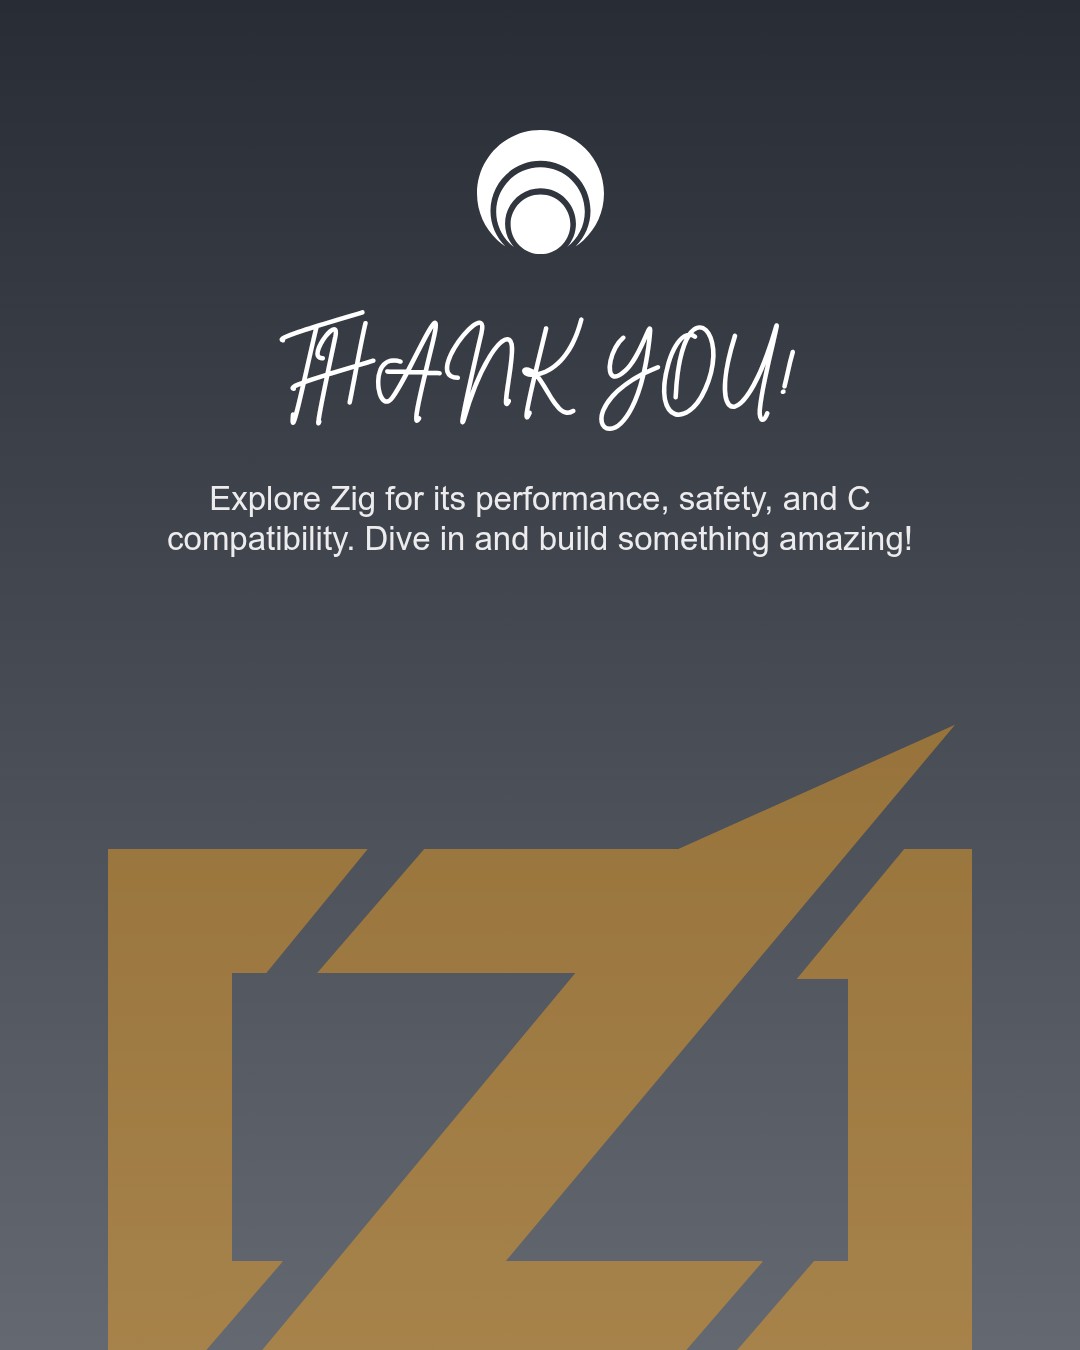 THANK YOU!
Explore Zig for its performance, safety, and C
compatibility. Dive in and build something amazing!